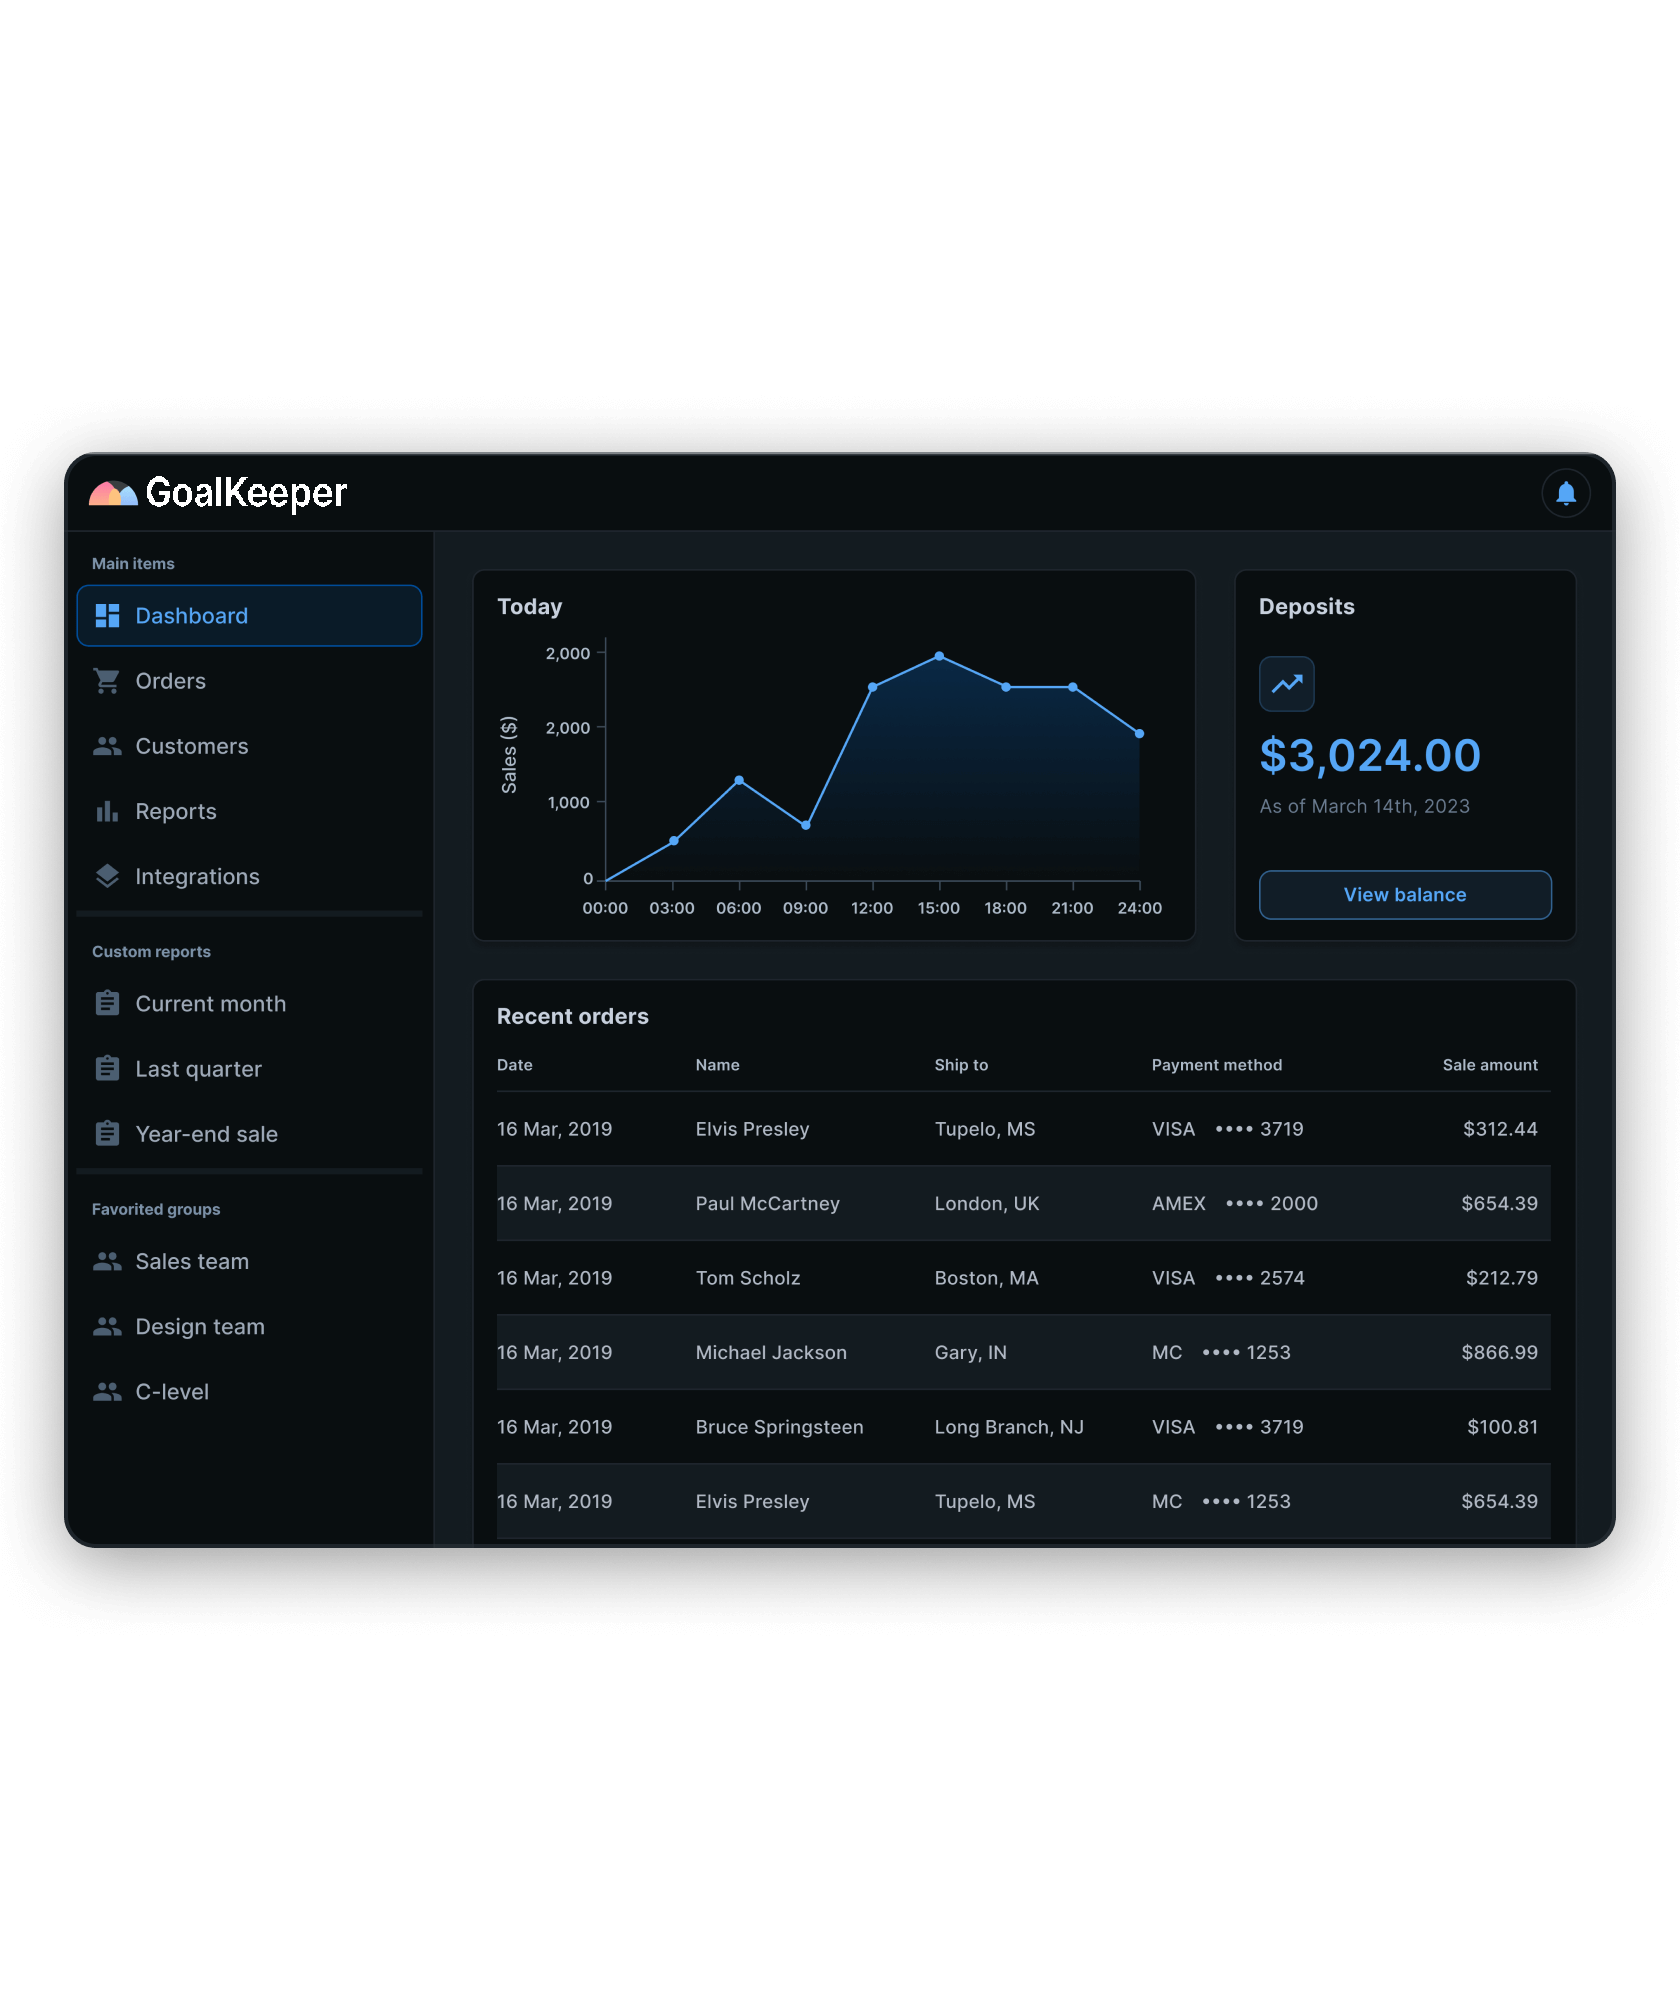 GoalKeeper
Main items
Dashboard
Orders
Customers
Reports
Integrations
Custom reports
Current month
Last quarter
Year-end sale
Favorited groups
Sales team
Design team
C-level
Today
Sales ($)
2,000
2,000
1,000
0
00:00 03:00 06:00 09:00 12:00 15:00 18:00 21:00 24:00
Deposits
$3,024.00
As of March 14th, 2023
View balance
Recent orders
Date Name Ship to Payment method Sale amount
16 Mar, 2019 Elvis Presley Tupelo, MS VISA •••• 3719 $312.44
16 Mar, 2019 Paul McCartney London, UK AMEX •••• 2000 $654.39
16 Mar, 2019 Tom Scholz Boston, MA VISA •••• 2574 $212.79
16 Mar, 2019 Michael Jackson Gary, IN MC •••• 1253 $866.99
16 Mar, 2019 Bruce Springsteen Long Branch, NJ VISA •••• 3719 $100.81
16 Mar, 2019 Elvis Presley Tupelo, MS MC •••• 1253 $654.39